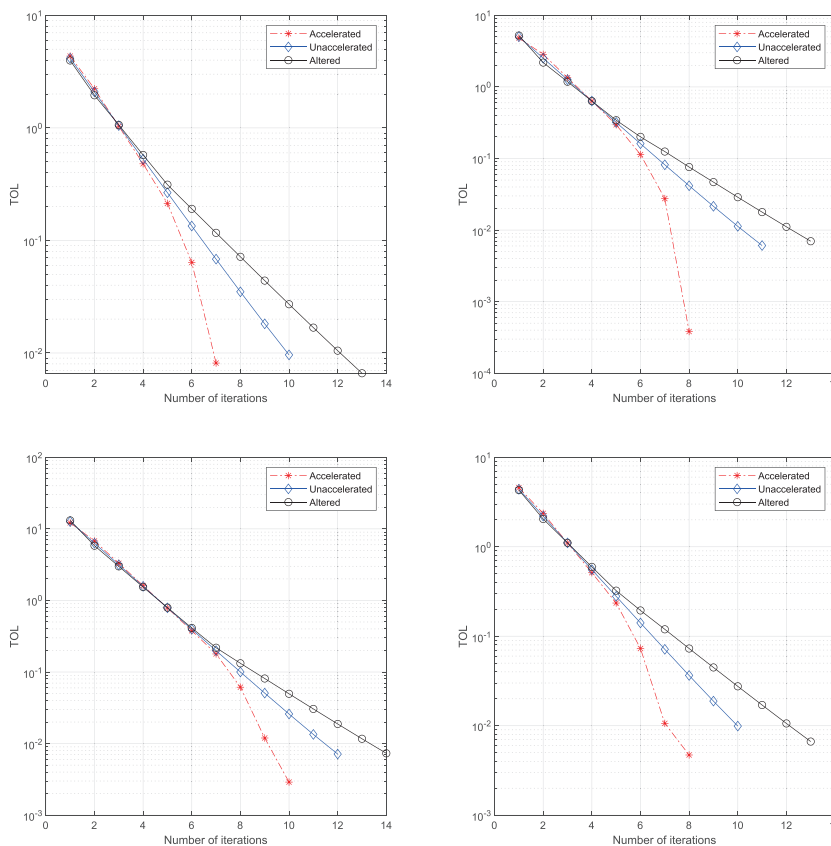 10^1
10^0
10^-1
10^-2
TOL
0 2 4 6 8 10 12 14
Number of iterations
Accelerated
Unaccelerated
Altered
10^1
10^0
10^-1
10^-2
10^-3
10^-4
TOL
0 2 4 6 8 10 12
Number of iterations
Accelerated
Unaccelerated
Altered
10^2
10^1
10^0
10^-1
10^-2
10^-3
TOL
0 2 4 6 8 10 12 14
Number of iterations
Accelerated
Unaccelerated
Altered
10^1
10^0
10^-1
10^-2
10^-3
TOL
0 2 4 6 8 10 12
Number of iterations
Accelerated
Unaccelerated
Altered